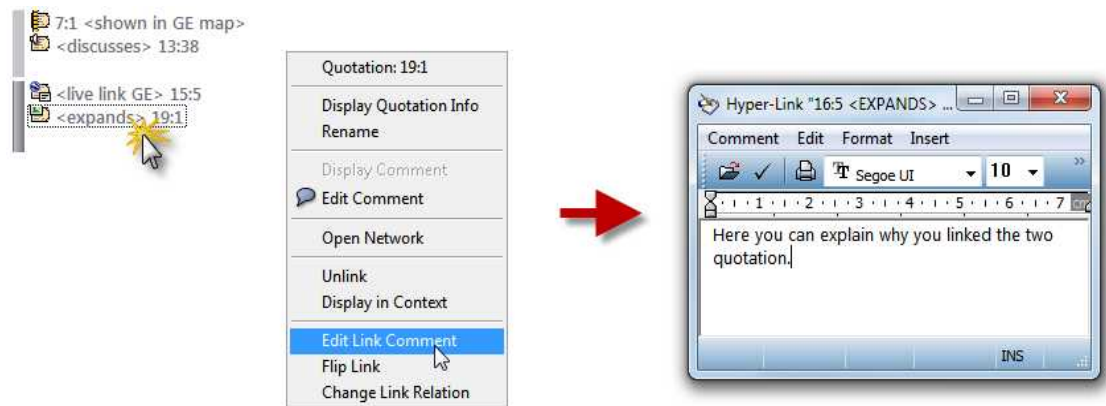 7:1 <shown in GE map>
<discusses> 13:38
<live link GE> 15:5
<expands> 19:1
Quotation: 19:1
Display Quotation Info
Rename
Display Comment
Edit Comment
Open Network
Unlink
Display in Context
Edit Link Comment
Flip Link
Change Link Relation
Hyper-Link "16:5 <EXPANDS> ...
Comment Edit Format Insert
Segoe UI 10
1 2 3 4 5 6 7 cm
Here you can explain why you linked the two
quotation.
INS